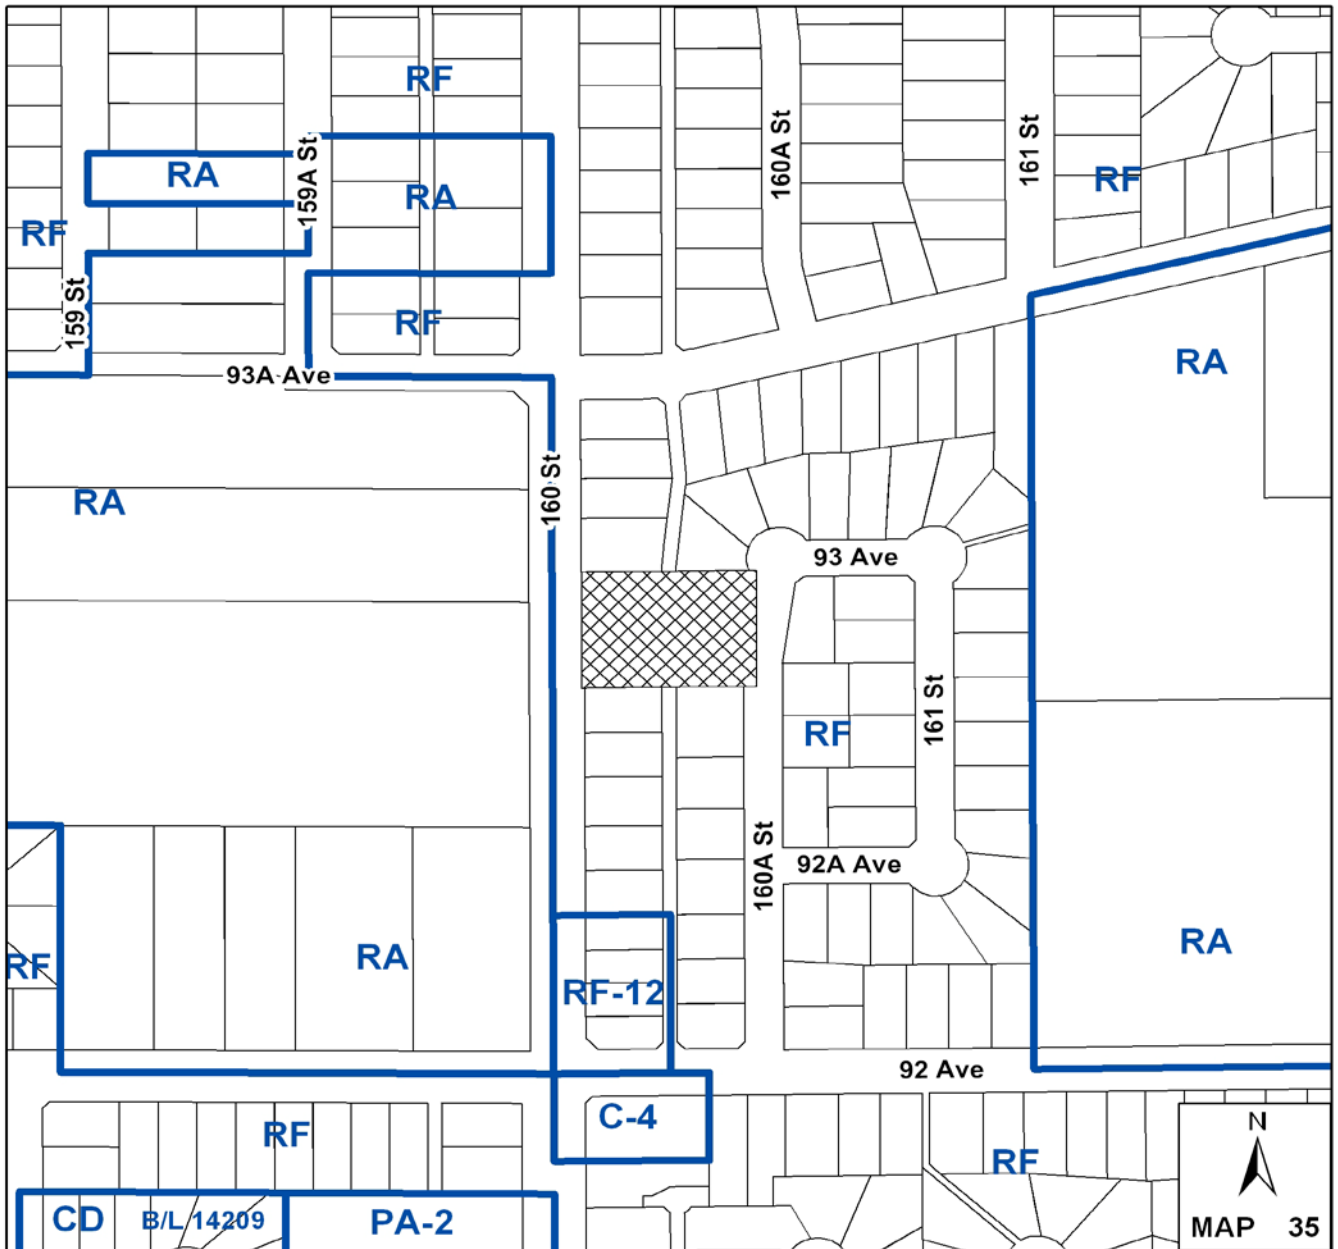 RF
160A St
161 St
159A St
RA
RA
RF
RF
159 St
RF
RA
93A Ave
160 St
RA
93 Ave
161 St
RF
160A St
92A Ave
RF
RA
RA
RF-12
92 Ave
C-4
RF
RF
N
CD
B/L 14209
PA-2
MAP 35